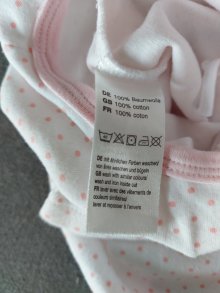 DE 100% Baumwolle
GB 100% cotton
FR 100% coton
DE mit ähnlichen Farben waschen
und von innen bügeln
GB wash with similar colours
wash and iron inside out
FR laver avec des vêtements de
couleurs similaires
laver et repasser à l'envers